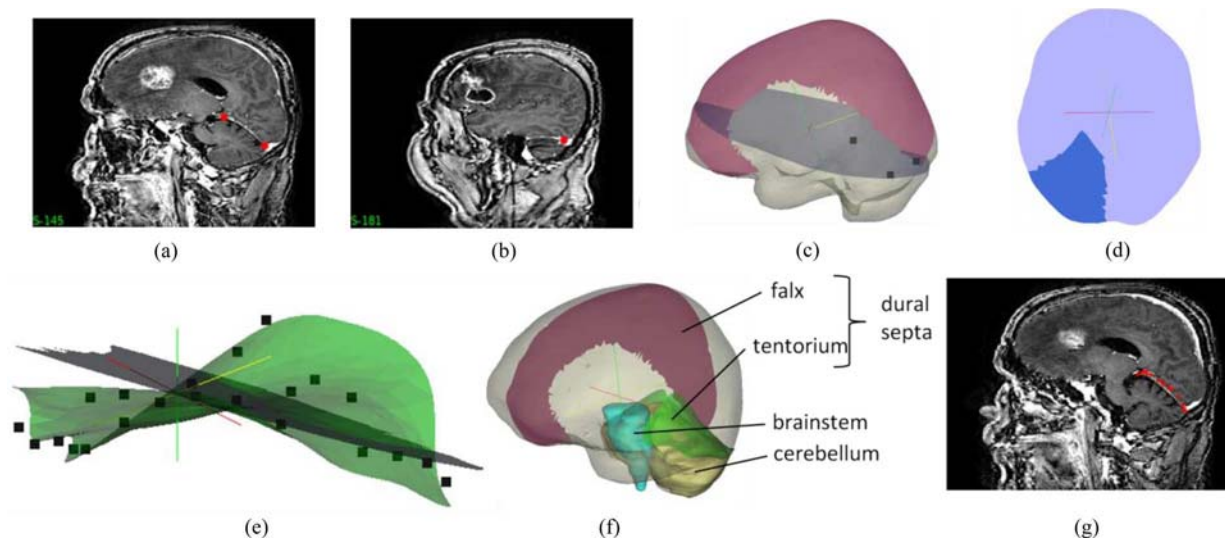 S-145
S-181
(a)
(b)
(c)
(d)
falx
tentorium
dural
septa
brainstem
cerebellum
(e)
(f)
(g)